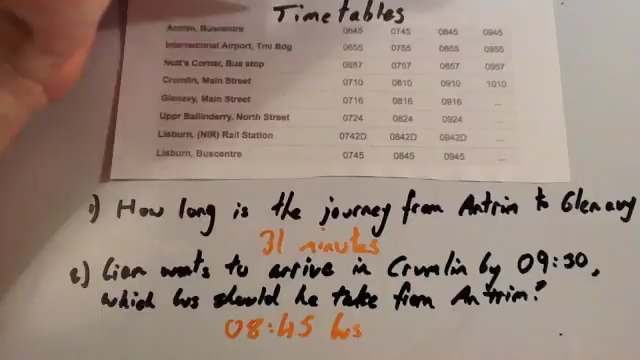 Timetables
Antrim, Buscentre 0645 0745 0845 0945
International Airport, Tml Bdg 0655 0755 0855 0955
Nutt's Corner, Bus stop 0657 0757 0857 0957
Crumlin, Main Street 0710 0810 0910 1010
Glenavy, Main Street 0716 0816 0916 ...
Uppr Ballinderry, North Street 0724 0824 0924 ...
Lisburn, (NIR) Rail Station 0742D 0842D 0942D ...
Lisburn, Buscentre 0745 0845 0945 ...
1) How long is the journey from Antrim to Glenavy
31 minutes
2) Liam wants to arrive in Crumlin by 09:30,
which bus should he take from Antrim?
08:45 bus